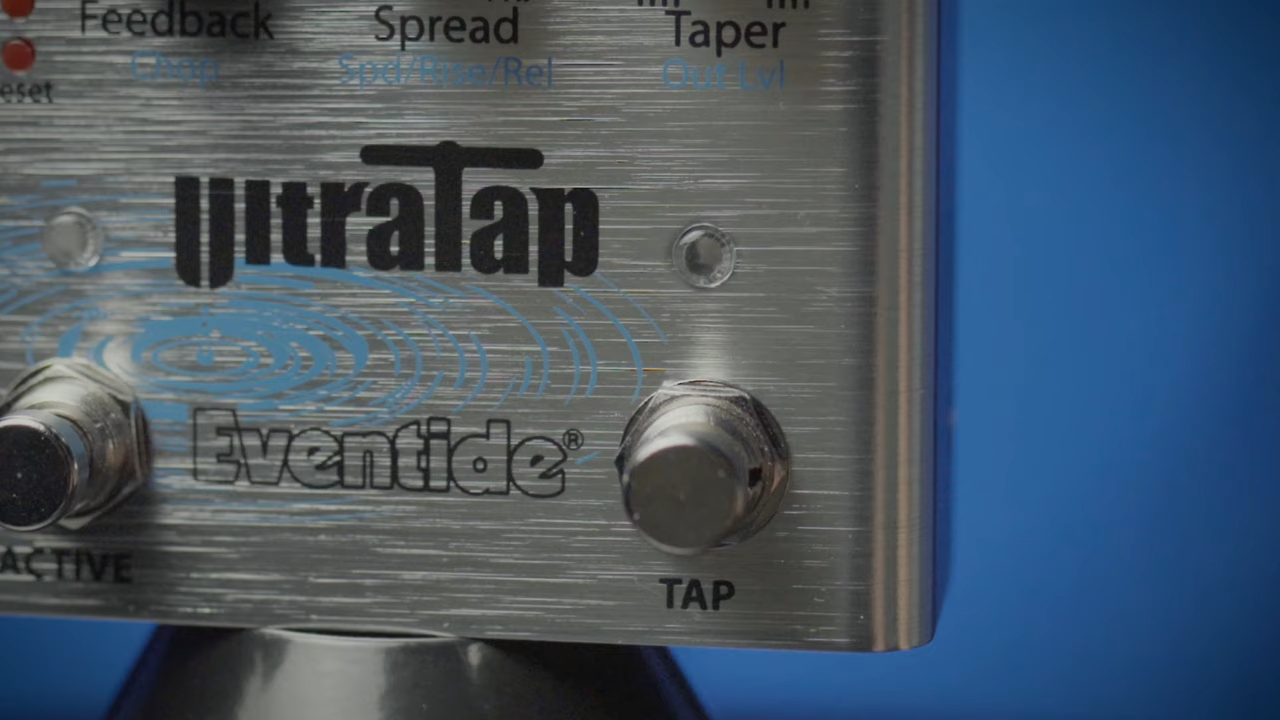 Feedback Spread Taper
Chop Spd/Rise/Rel Out Lvl
eset
UltraTap
Eventide®
ACTIVE
TAP